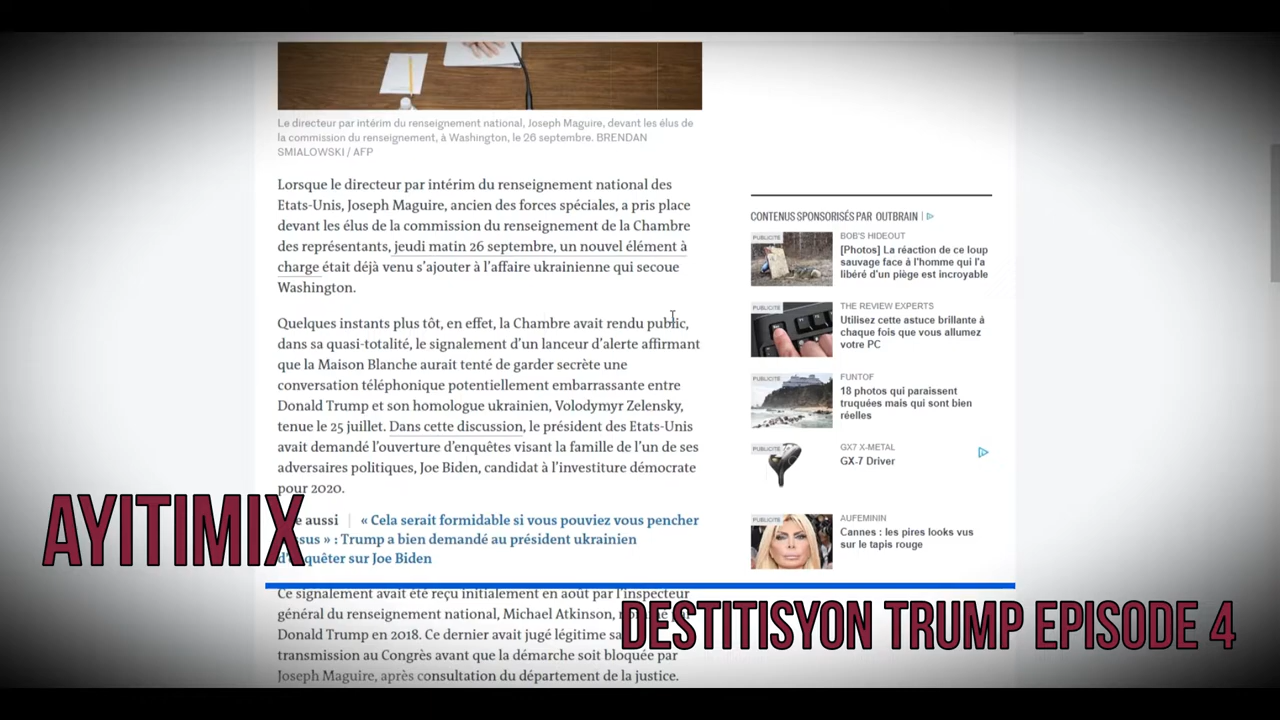 Le directeur par intérim du renseignement national, Joseph Maguire, devant les élus de
la commission du renseignement, à Washington, le 26 septembre. BRENDAN
SMIALOWSKI / AFP
Lorsque le directeur par intérim du renseignement national des
Etats-Unis, Joseph Maguire, ancien des forces spéciales, a pris place
devant les élus de la commission du renseignement de la Chambre
des représentants, jeudi matin 26 septembre, un nouvel élément à
charge était déjà venu s'ajouter à l'affaire ukrainienne qui secoue
Washington.
Quelques instants plus tôt, en effet, la Chambre avait rendu public,
dans sa quasi-totalité, le signalement d'un lanceur d'alerte affirmant
que la Maison Blanche aurait tenté de garder secrète une
conversation téléphonique potentiellement embarrassante entre
Donald Trump et son homologue ukrainien, Volodymyr Zelensky,
tenue le 25 juillet. Dans cette discussion, le président des Etats-Unis
avait demandé l'ouverture d'enquêtes visant la famille de l'un de ses
adversaires politiques, Joe Biden, candidat à l'investiture démocrate
pour 2020.
aussi « Cela serait formidable si vous pouviez vous pencher
» : Trump a bien demandé au président ukrainien
d'enquêter sur Joe Biden
Ce signalement avait été reçu initialement en août par l'inspecteur
général du renseignement national, Michael Atkinson,
Donald Trump en 2018. Ce dernier avait jugé légitime
transmission au Congrès avant que la démarche soit bloquée par
Joseph Maguire, après consultation du département de la justice.
CONTENUS SPONSORISÉS PAR OUTBRAIN
PUBLICITÉ
BOB'S HIDEOUT
[Photos] La réaction de ce loup
sauvage face à l'homme qui l'a
libéré d'un piège est incroyable
PUBLICITÉ
THE REVIEW EXPERTS
Utilisez cette astuce brillante à
chaque fois que vous allumez
votre PC
PUBLICITÉ
FUNTOF
18 photos qui paraissent
truquées mais qui sont bien
réelles
PUBLICITÉ
GX7 X-METAL
GX-7 Driver
PUBLICITÉ
AUFEMININ
Cannes : les pires looks vus
sur le tapis rouge
AYITIMIX
DESTITISYON TRUMP EPISODE 4